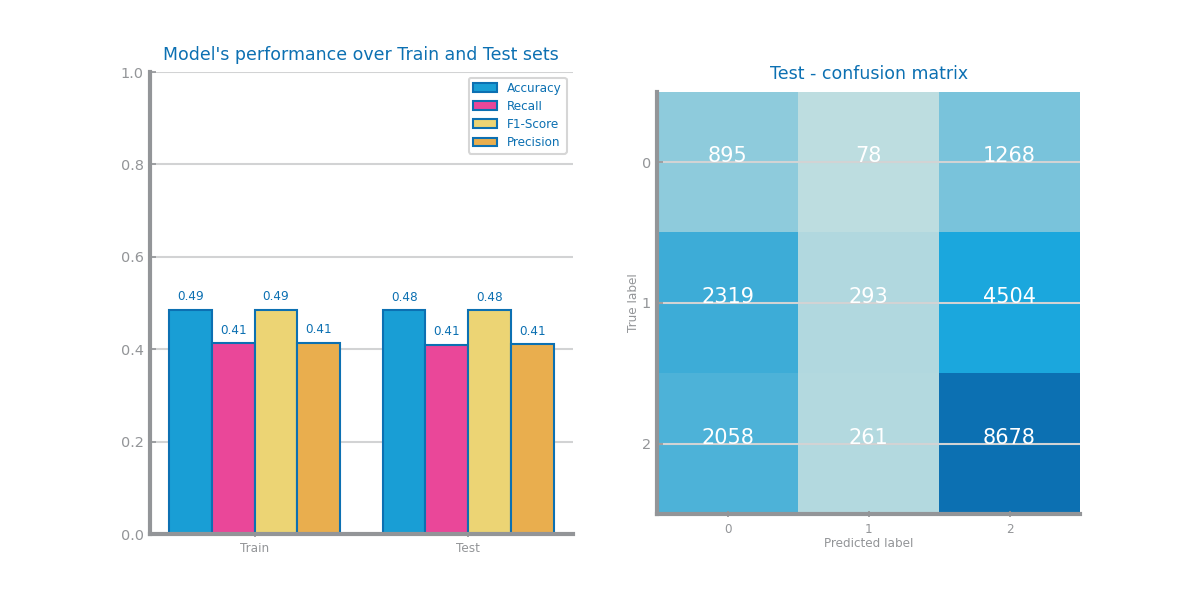 Model's performance over Train and Test sets
1.0
0.8
0.6
0.4
0.2
0.0
Accuracy
Recall
F1-Score
Precision
0.49
0.41
0.49
0.41
0.48
0.41
0.48
0.41
Train
Test
Test - confusion matrix
True label
0
895 78 1268
1
2319 293 4504
2
2058 261 8678
0 1 2
Predicted label